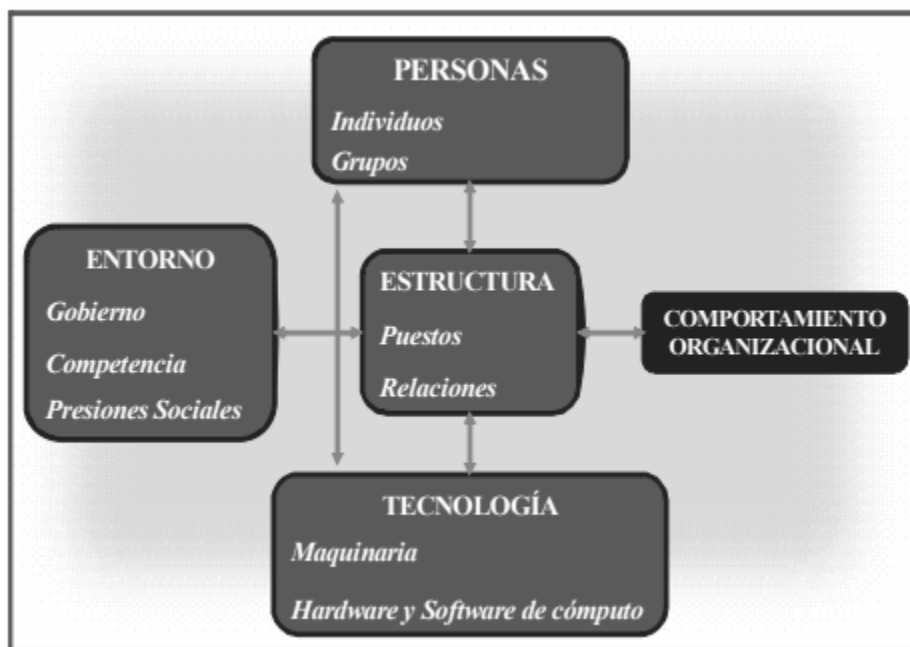 PERSONAS
Individuos
Grupos
ENTORNO
Gobierno
Competencia
Presiones Sociales
ESTRUCTURA
Puestos
Relaciones
COMPORTAMIENTO
ORGANIZACIONAL
TECNOLOGÍA
Maquinaria
Hardware y Software de cómputo